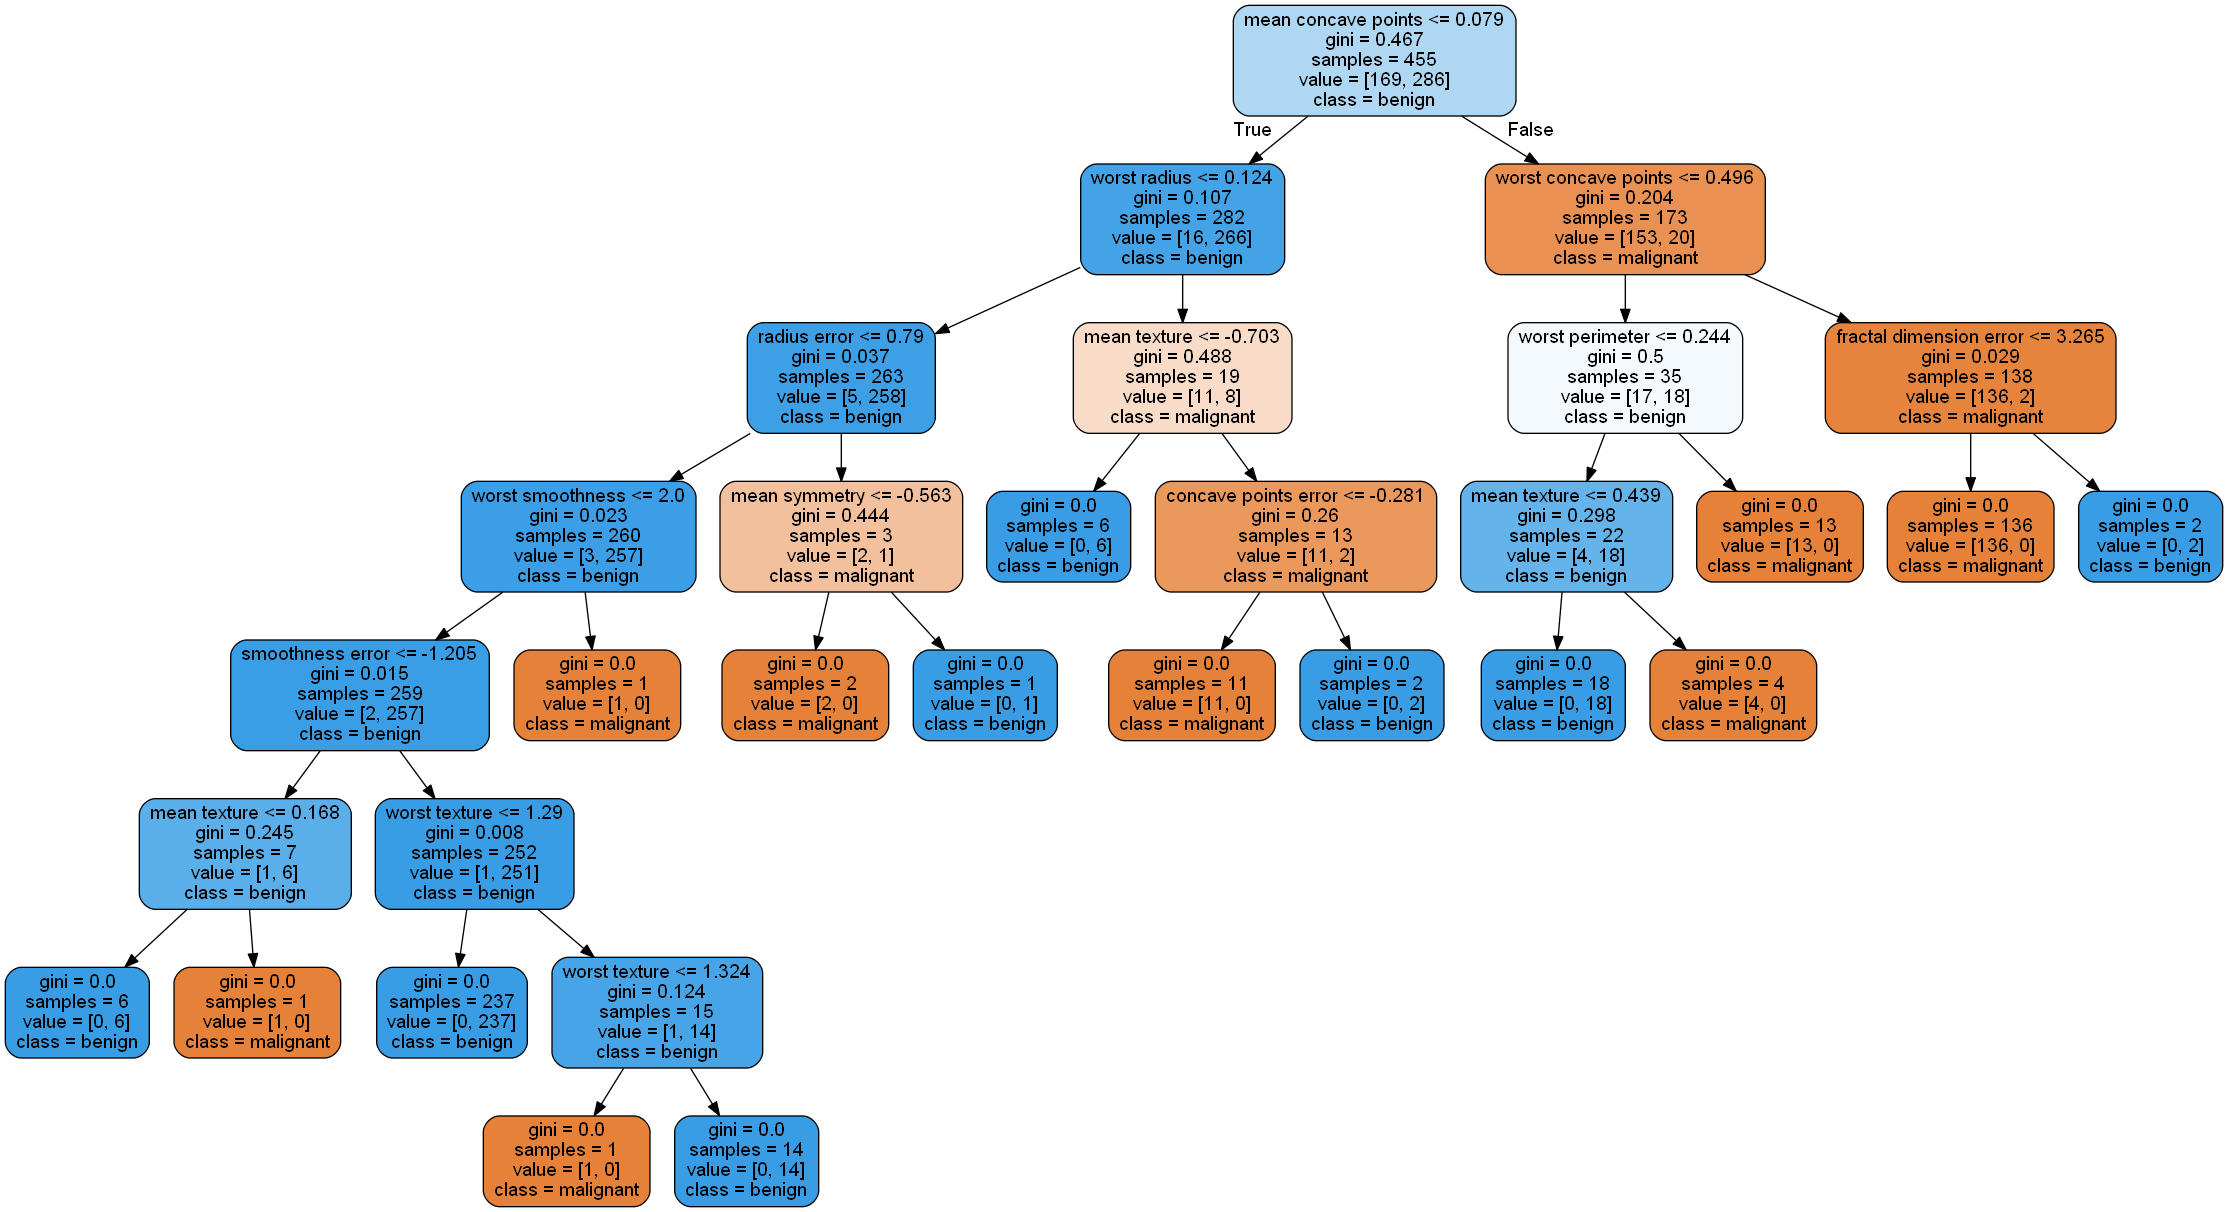 mean concave points <= 0.079
gini = 0.467
samples = 455
value = [169, 286]
class = benign
True
False
worst radius <= 0.124
gini = 0.107
samples = 282
value = [16, 266]
class = benign
worst concave points <= 0.496
gini = 0.204
samples = 173
value = [153, 20]
class = malignant
radius error <= 0.79
gini = 0.037
samples = 263
value = [5, 258]
class = benign
mean texture <= -0.703
gini = 0.488
samples = 19
value = [11, 8]
class = malignant
worst perimeter <= 0.244
gini = 0.5
samples = 35
value = [17, 18]
class = benign
fractal dimension error <= 3.265
gini = 0.029
samples = 138
value = [136, 2]
class = malignant
worst smoothness <= 2.0
gini = 0.023
samples = 260
value = [3, 257]
class = benign
mean symmetry <= -0.563
gini = 0.444
samples = 3
value = [2, 1]
class = malignant
gini = 0.0
samples = 6
value = [0, 6]
class = benign
concave points error <= -0.281
gini = 0.26
samples = 13
value = [11, 2]
class = malignant
mean texture <= 0.439
gini = 0.298
samples = 22
value = [4, 18]
class = benign
gini = 0.0
samples = 13
value = [13, 0]
class = malignant
gini = 0.0
samples = 136
value = [136, 0]
class = malignant
gini = 0.0
samples = 2
value = [0, 2]
class = benign
smoothness error <= -1.205
gini = 0.015
samples = 259
value = [2, 257]
class = benign
gini = 0.0
samples = 1
value = [1, 0]
class = malignant
gini = 0.0
samples = 2
value = [2, 0]
class = malignant
gini = 0.0
samples = 1
value = [0, 1]
class = benign
gini = 0.0
samples = 11
value = [11, 0]
class = malignant
gini = 0.0
samples = 2
value = [0, 2]
class = benign
gini = 0.0
samples = 18
value = [0, 18]
class = benign
gini = 0.0
samples = 4
value = [4, 0]
class = malignant
mean texture <= 0.168
gini = 0.245
samples = 7
value = [1, 6]
class = benign
worst texture <= 1.29
gini = 0.008
samples = 252
value = [1, 251]
class = benign
gini = 0.0
samples = 6
value = [0, 6]
class = benign
gini = 0.0
samples = 1
value = [1, 0]
class = malignant
gini = 0.0
samples = 237
value = [0, 237]
class = benign
worst texture <= 1.324
gini = 0.124
samples = 15
value = [1, 14]
class = benign
gini = 0.0
samples = 1
value = [1, 0]
class = malignant
gini = 0.0
samples = 14
value = [0, 14]
class = benign